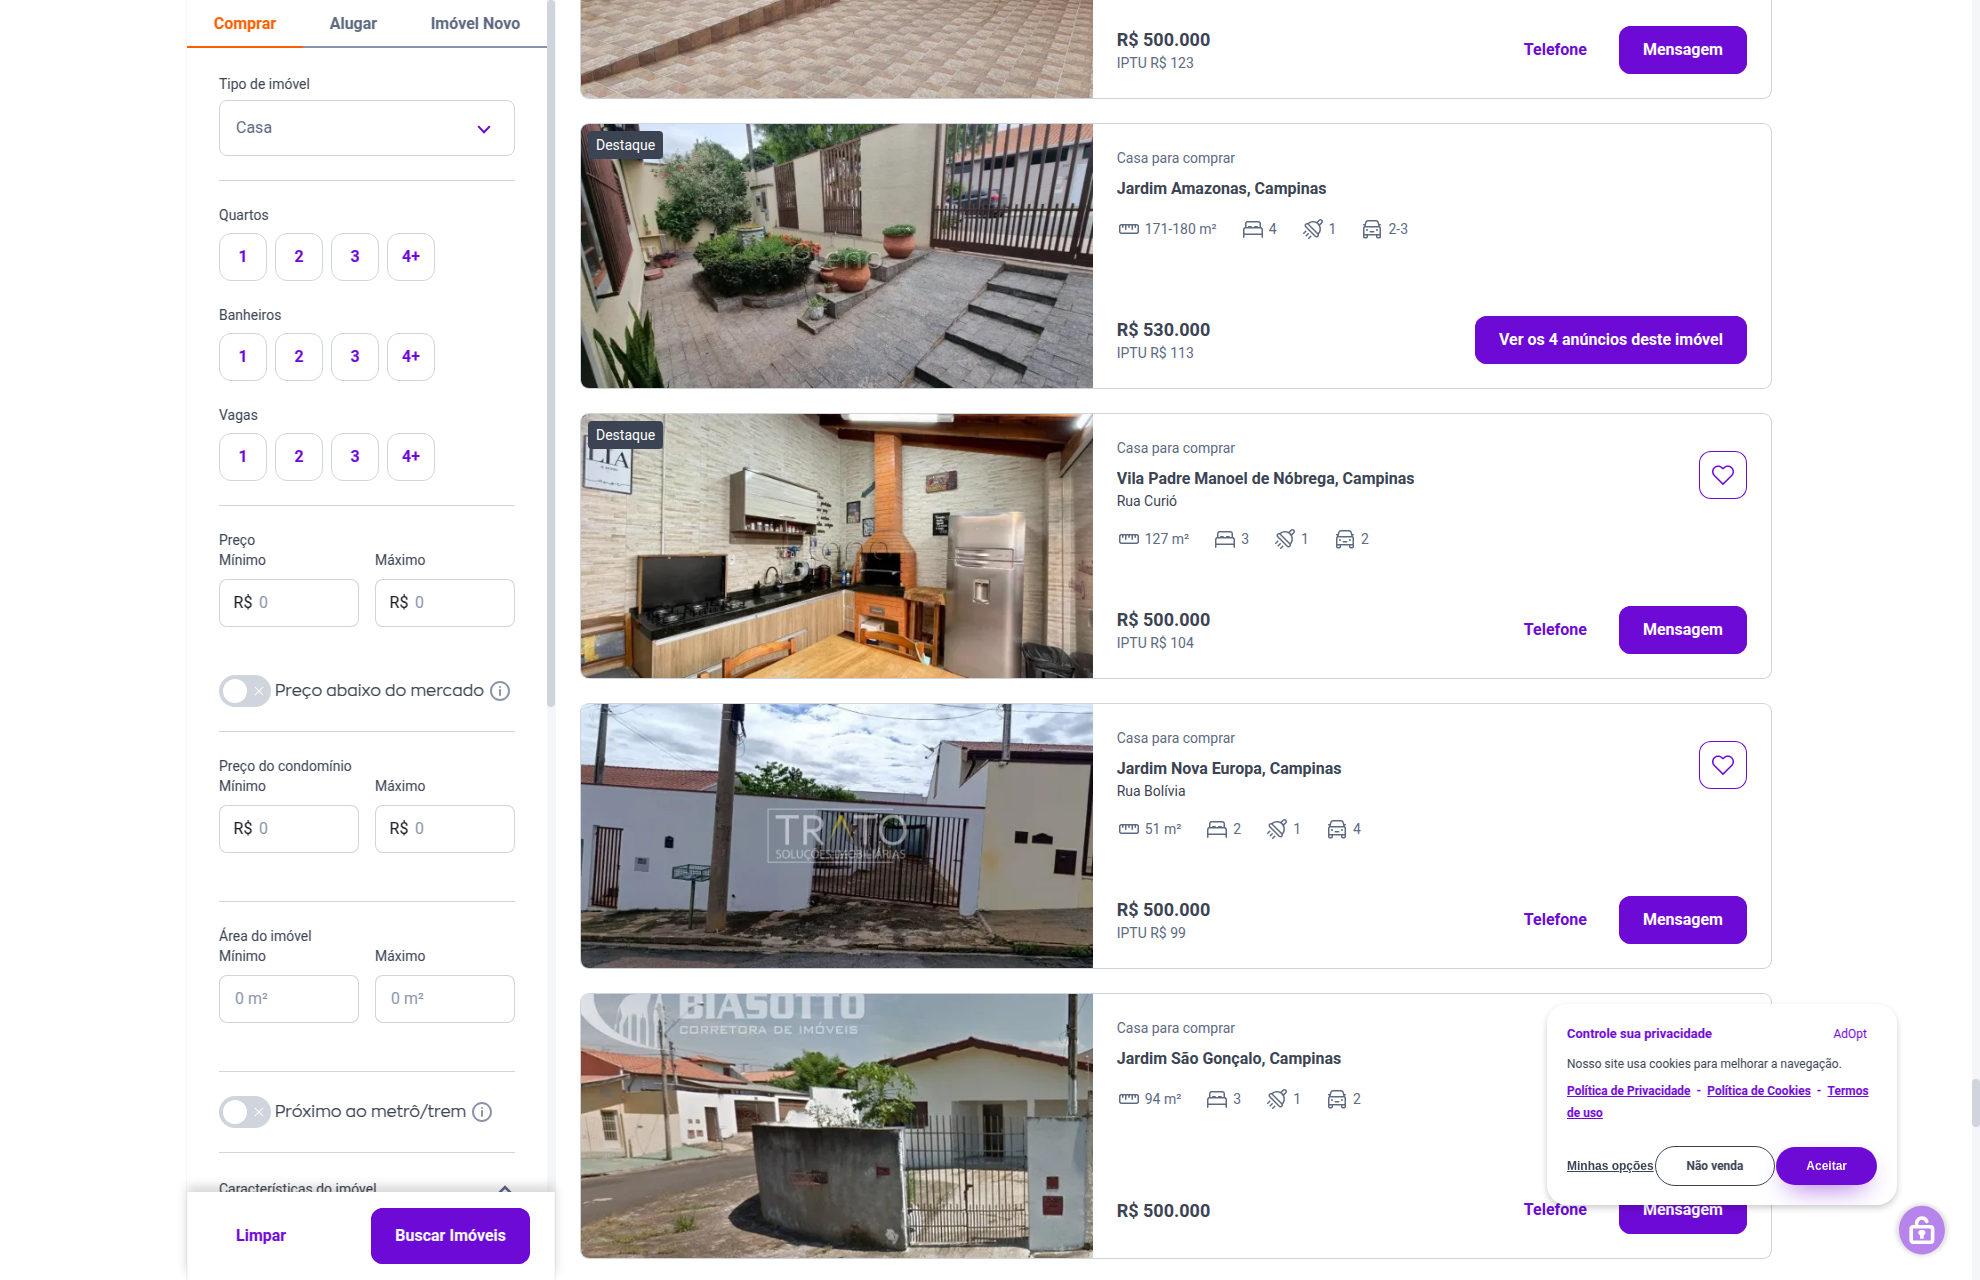 Comprar
Alugar
Imóvel Novo
Tipo de imóvel
Casa
Quartos
1
2
3
4+
Banheiros
1
2
3
4+
Vagas
1
2
3
4+
Preço
Mínimo
Máximo
R$ 0
R$ 0
Preço abaixo do mercado
Preço do condomínio
Mínimo
Máximo
R$ 0
R$ 0
Área do imóvel
Mínimo
Máximo
0 m²
0 m²
Próximo ao metrô/trem
Características do imóvel
Limpar
Buscar Imóveis
R$ 500.000
IPTU R$ 123
Telefone
Mensagem
Destaque
Casa para comprar
Jardim Amazonas, Campinas
171-180 m²
4
1
2-3
R$ 530.000
IPTU R$ 113
Ver os 4 anúncios deste imóvel
Destaque
Casa para comprar
Vila Padre Manoel de Nóbrega, Campinas
Rua Curió
127 m²
3
1
2
R$ 500.000
IPTU R$ 104
Telefone
Mensagem
TRATO
SOLUÇÕES IMOBILIÁRIAS
Casa para comprar
Jardim Nova Europa, Campinas
Rua Bolívia
51 m²
2
1
4
R$ 500.000
IPTU R$ 99
Telefone
Mensagem
BIASOTTO
CORRETORA DE IMÓVEIS
Casa para comprar
Jardim São Gonçalo, Campinas
94 m²
3
1
2
R$ 500.000
Telefone
Mensagem
Controle sua privacidade
AdOpt
Nosso site usa cookies para melhorar a navegação.
Política de Privacidade - Política de Cookies - Termos
de uso
Minhas opções
Não venda
Aceitar